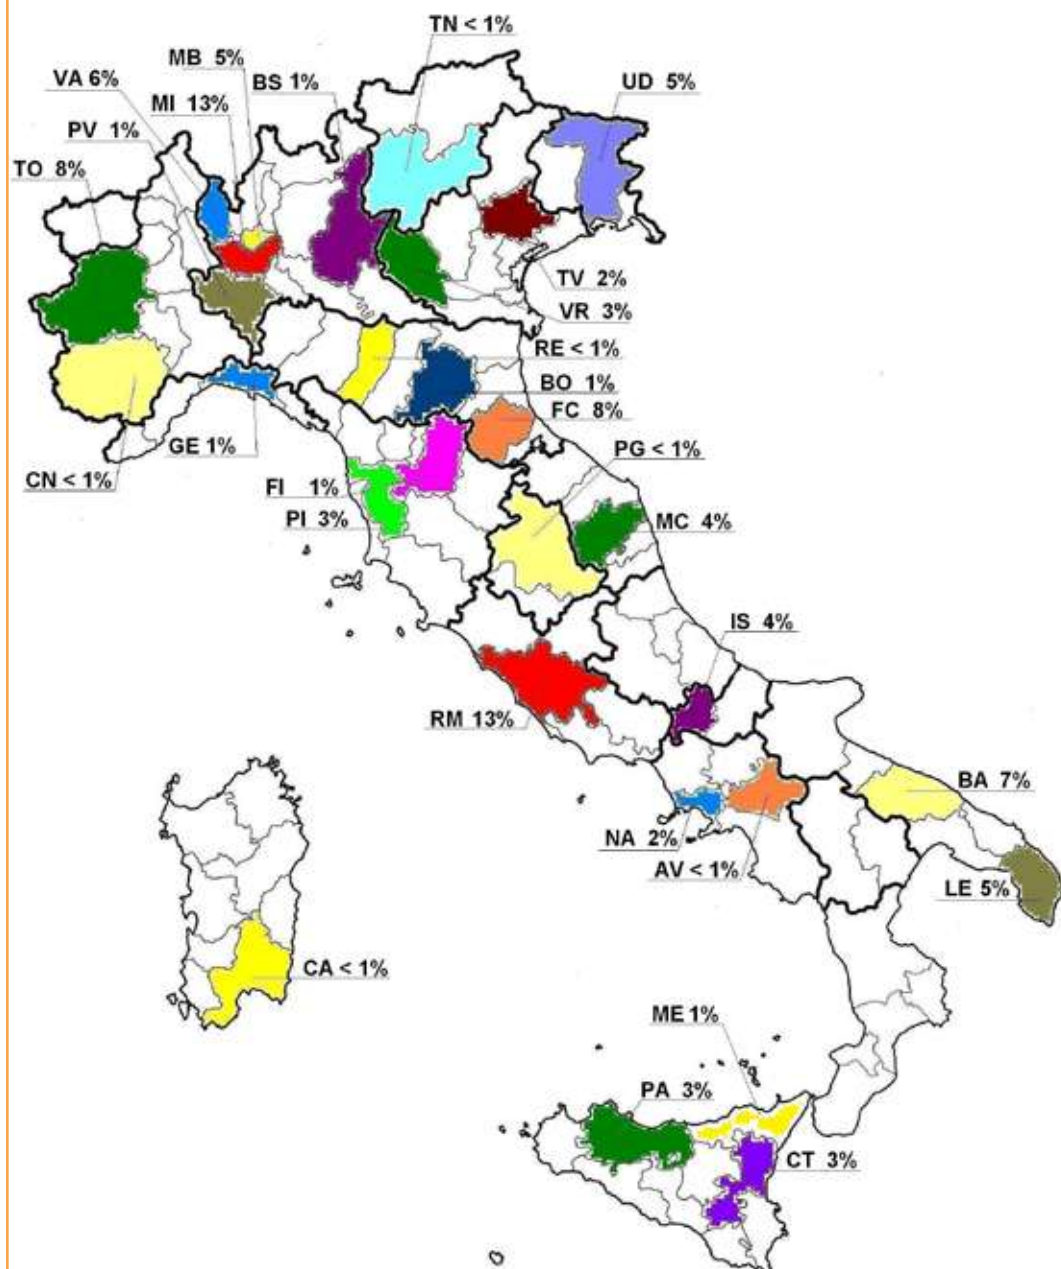 TN < 1%
MB 5%
UD 5%
VA 6%
BS 1%
MI 13%
PV 1%
TO 8%
TV 2%
VR 3%
RE < 1%
BO 1%
FC 8%
GE 1%
PG < 1%
CN < 1%
FI 1%
PI 3%
MC 4%
IS 4%
RM 13%
BA 7%
NA 2%
AV < 1%
LE 5%
CA < 1%
ME 1%
PA 3%
CT 3%